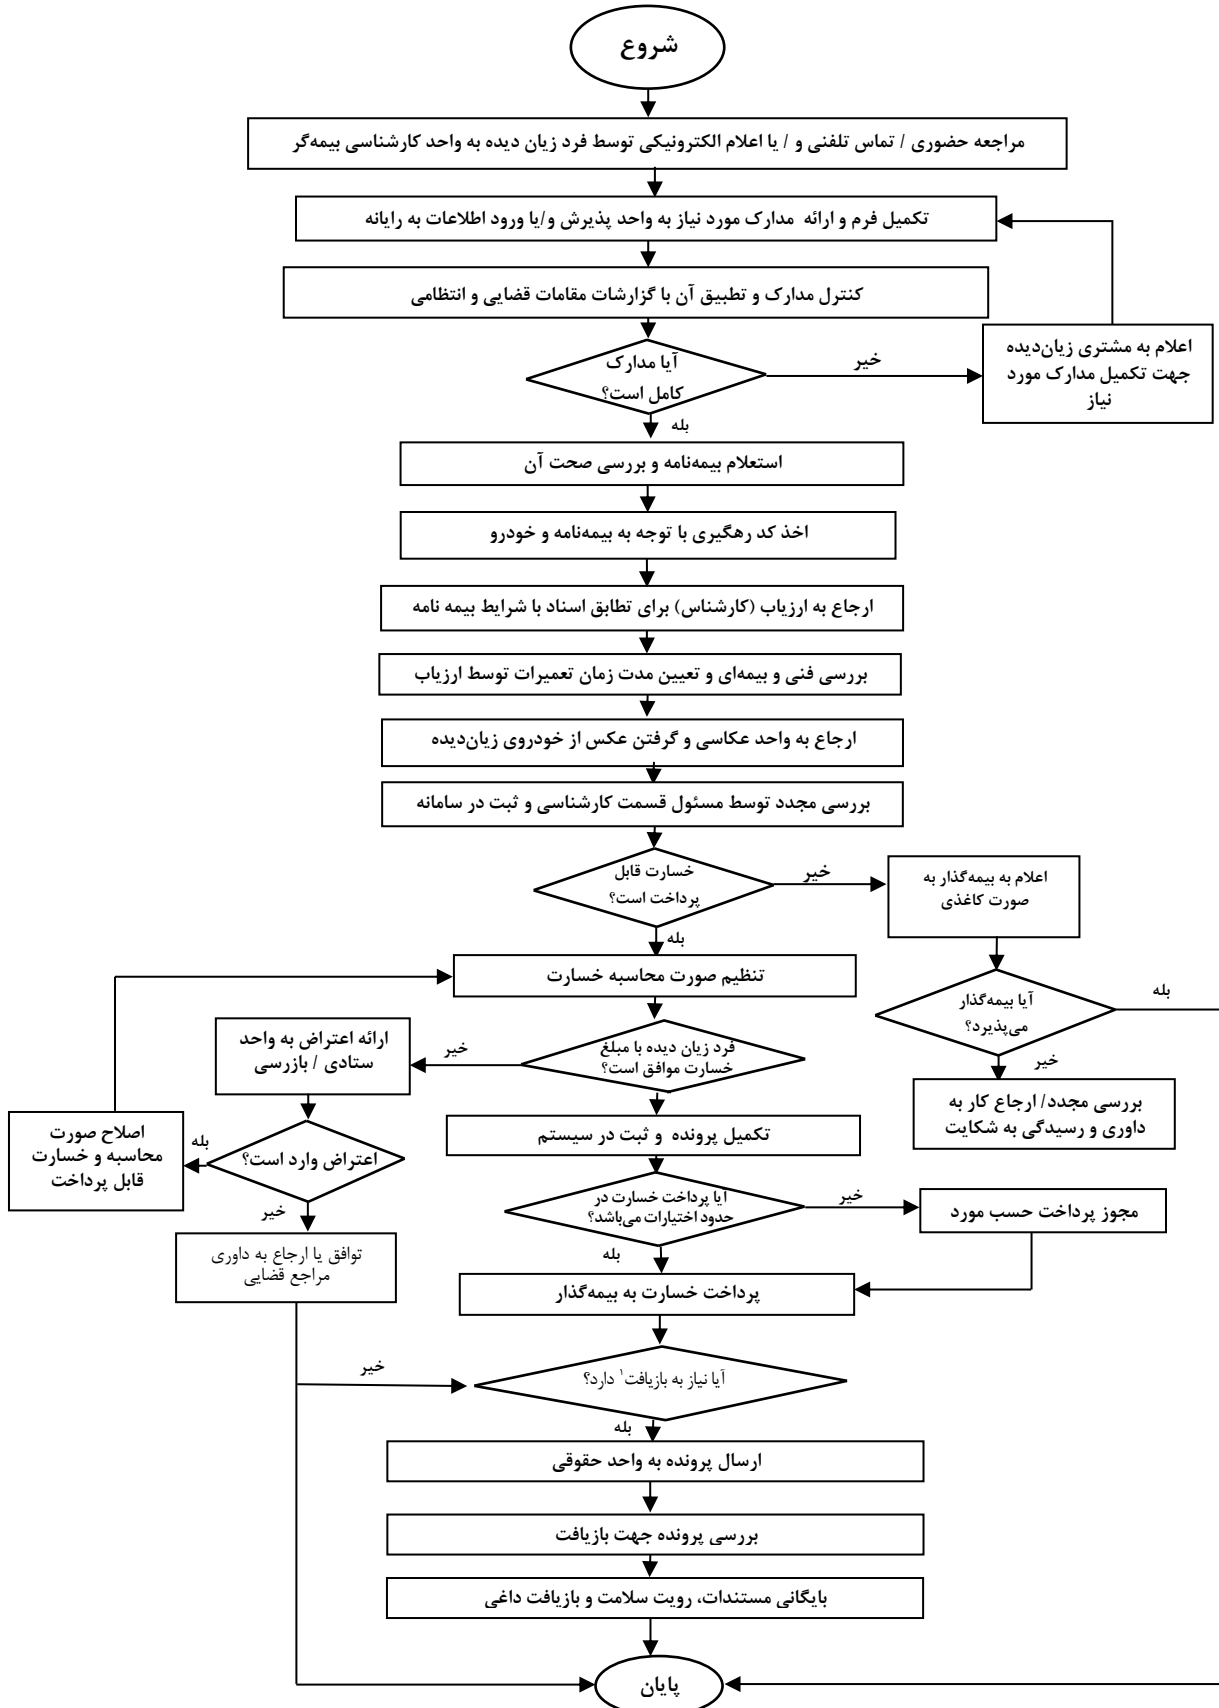 شروع
مراجعه حضوری / تماس تلفنی و / یا اعلام الکترونیکی توسط فرد زیان دیده به واحد کارشناسی بیمه‌گر
تکمیل فرم و ارائه مدارک مورد نیاز به واحد پذیرش و/یا ورود اطلاعات به رایانه
کنترل مدارک و تطبیق آن با گزارشات مقامات قضایی و انتظامی
آیا مدارک
کامل است؟
خیر
اعلام به مشتری زیان‌دیده
جهت تکمیل مدارک مورد
نیاز
بله
استعلام بیمه‌نامه و بررسی صحت آن
اخذ کد رهگیری با توجه به بیمه‌نامه و خودرو
ارجاع به ارزیاب (کارشناس) برای تطابق اسناد با شرایط بیمه نامه
بررسی فنی و بیمه‌ای و تعیین مدت زمان تعمیرات توسط ارزیاب
ارجاع به واحد عکاسی و گرفتن عکس از خودروی زیان‌دیده
بررسی مجدد توسط مسئول قسمت کارشناسی و ثبت در سامانه
خسارت قابل
پرداخت است؟
خیر
اعلام به بیمه‌گذار به
صورت کاغذی
بله
تنظیم صورت محاسبه خسارت
آیا بیمه‌گذار
می‌پذیرد؟
بله
خیر
بررسی مجدد/ ارجاع کار به
داوری و رسیدگی به شکایت
فرد زیان دیده با مبلغ
خسارت موافق است؟
خیر
ارائه اعتراض به واحد
ستادی / بازرسی
تکمیل پرونده و ثبت در سیستم
اعتراض وارد است؟
بله
اصلاح صورت
محاسبه و خسارت
قابل پرداخت
خیر
توافق یا ارجاع به داوری
مراجع قضایی
آیا پرداخت خسارت در
حدود اختیارات می‌باشد؟
خیر
مجوز پرداخت حسب مورد
بله
پرداخت خسارت به بیمه‌گذار
آیا نیاز به بازیافت۱ دارد؟
خیر
بله
ارسال پرونده به واحد حقوقی
بررسی پرونده جهت بازیافت
بایگانی مستندات، رویت سلامت و بازیافت داغی
پایان